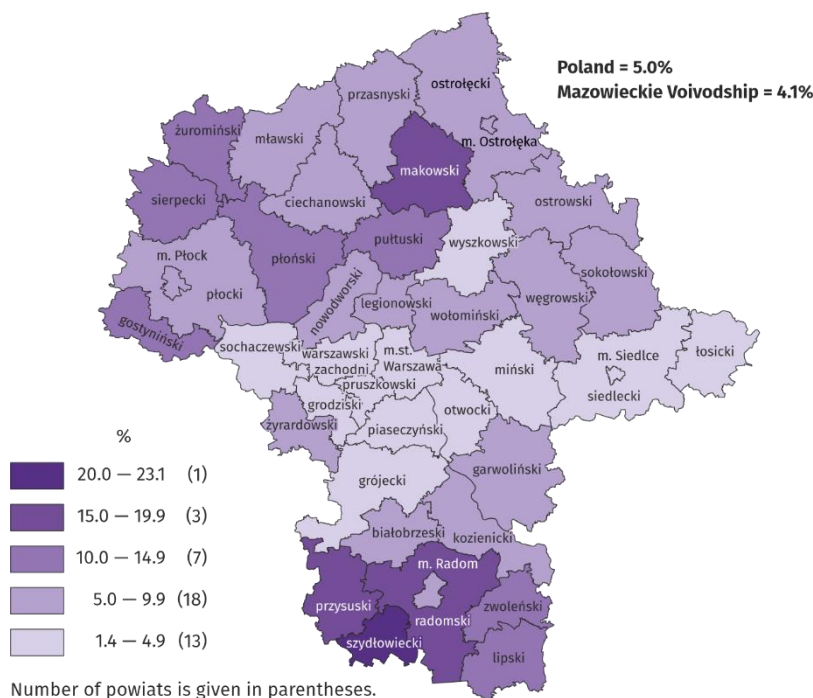 Poland = 5.0%
Mazowieckie Voivodship = 4.1%
ostrołęcki
przasnyski
żuromiński
mławski
m. Ostrołęka
makowski
sierpecki
ciechanowski
ostrowski
pułtuski
wyszkowski
m. Płock
płoński
sokołowski
płocki
nowodworski
legionowski
węgrowski
wołomiński
gostyniński
sochaczewski
warszawski
zachodni
m.st.
Warszawa
miński
m. Siedlce
łosicki
pruszkowski
siedlecki
grodziski
otwocki
żyrardowski
piaseczyński
garwoliński
grójecki
białobrzeski
kozienicki
m. Radom
przysuski
zwoleński
radomski
szydłowiecki
lipski
%
20.0 — 23.1 (1)
15.0 — 19.9 (3)
10.0 — 14.9 (7)
5.0 — 9.9 (18)
1.4 — 4.9 (13)
Number of powiats is given in parentheses.